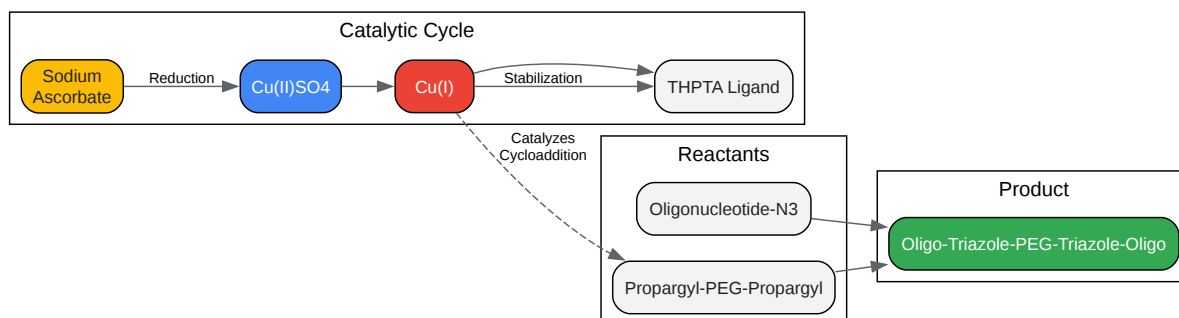 Catalytic Cycle
Sodium
Ascorbate
Reduction
Cu(II)SO4
Cu(I)
Stabilization
THPTA Ligand
Catalyzes
Cycloaddition
Reactants
Oligonucleotide-N3
Propargyl-PEG-Propargyl
Product
Oligo-Triazole-PEG-Triazole-Oligo